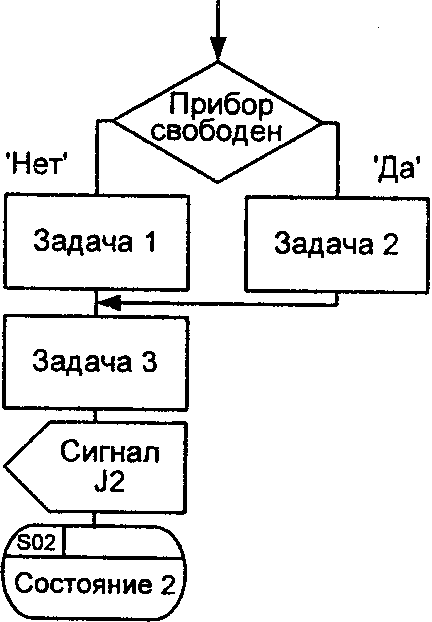 Прибор
свободен
'Нет'
'Да'
Задача 1
Задача 2
Задача 3
Сигнал
J2
S02
Состояние 2